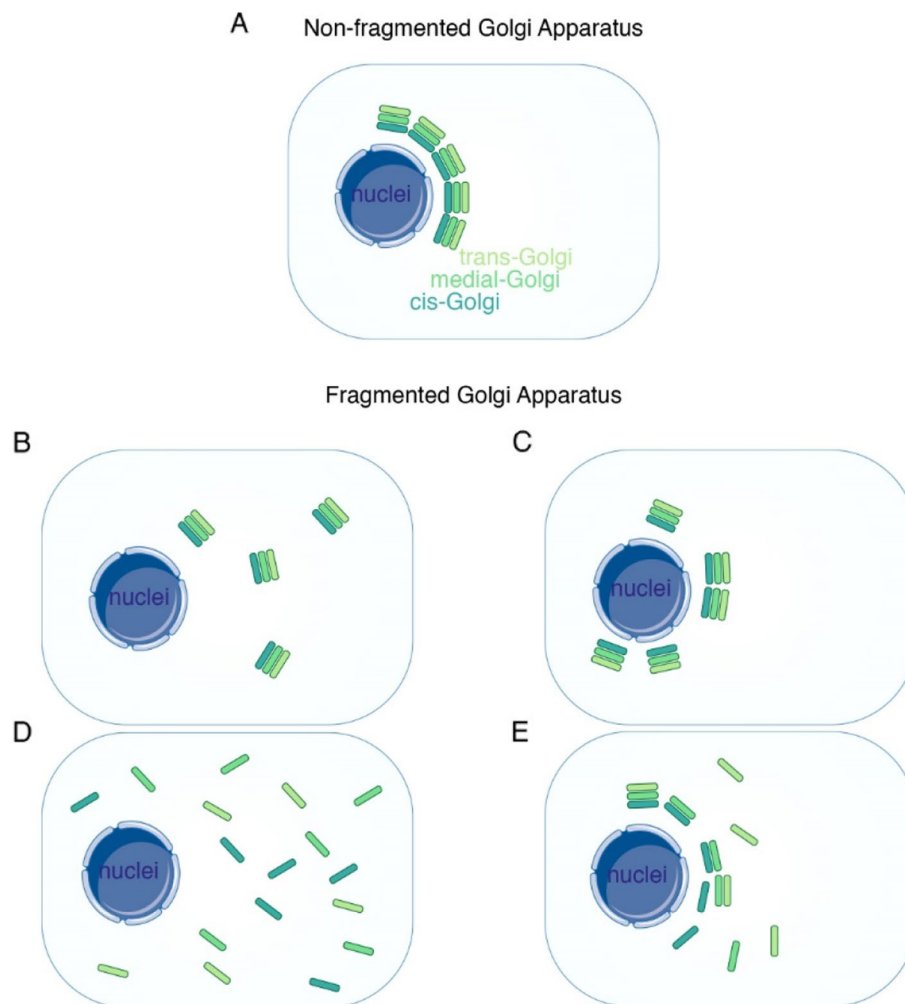 A
Non-fragmented Golgi Apparatus
nuclei
trans-Golgi
medial-Golgi
cis-Golgi
Fragmented Golgi Apparatus
B
nuclei
C
nuclei
D
nuclei
E
nuclei